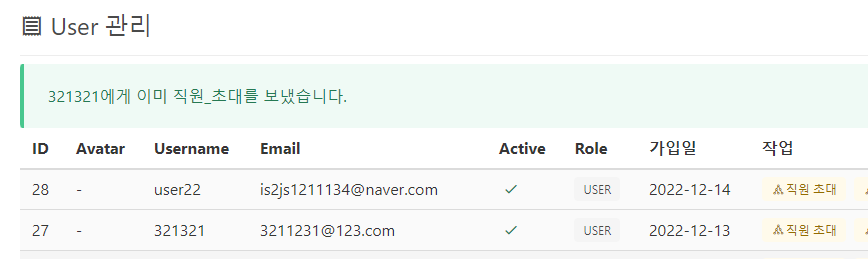 User 관리
321321에게 이미 직원_초대를 보냈습니다.
ID Avatar Username Email Active Role 가입일 작업
28 - user22 is2js1211134@naver.com USER 2022-12-14 직원 초대
27 - 321321 3211231@123.com USER 2022-12-13 직원 초대